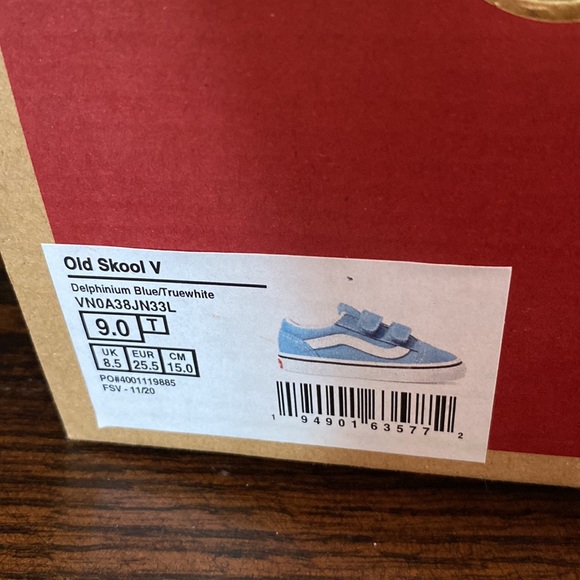 Old Skool V
Delphinium Blue/Truewhite
VN0A38JN33L
9.0 T
UK EUR CM
8.5 25.5 15.0
PO#4001119885
FSV - 11/20
1 94901 63577 2